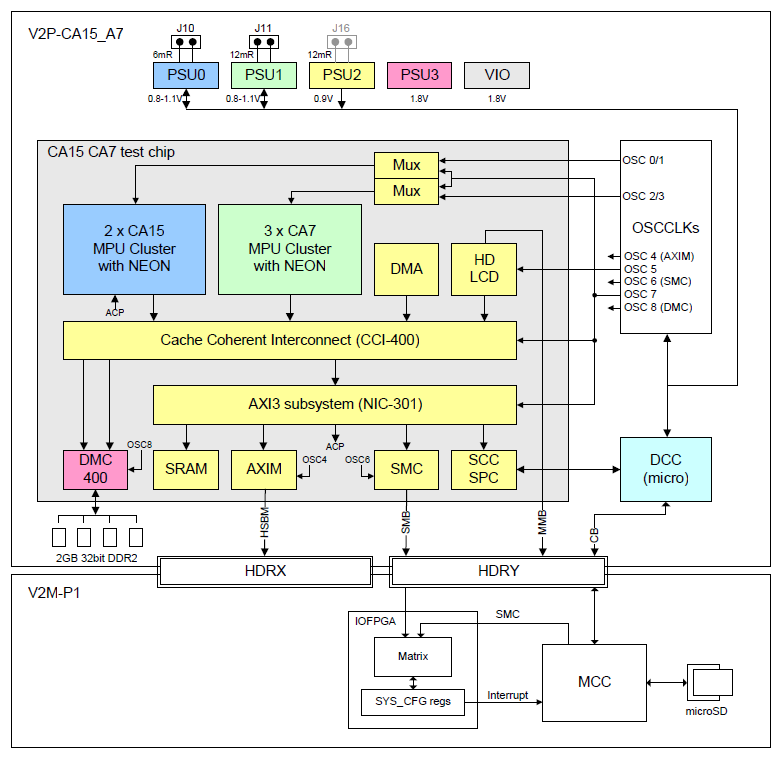 V2P-CA15_A7
J10
J11
J16
6mR
12mR
12mR
PSU0
PSU1
PSU2
PSU3
VIO
0.8-1.1V
0.8-1.1V
0.9V
1.8V
1.8V
CA15 CA7 test chip
Mux
Mux
OSC 0/1
OSC 2/3
OSCCLKs
OSC 4 (AXIM)
OSC 5
OSC 6 (SMC)
OSC 7
OSC 8 (DMC)
2 x CA15
MPU Cluster
with NEON
3 x CA7
MPU Cluster
with NEON
DMA
HD
LCD
ACP
Cache Coherent Interconnect (CCI-400)
AXI3 subsystem (NIC-301)
ACP
OSC8
OSC4
OSC6
DMC
400
SRAM
AXIM
SMC
SCC
SPC
DCC
(micro)
HSBM
SMB
MMB
CB
2GB 32bit DDR2
HDRX
HDRY
V2M-P1
IOFPGA
SMC
Matrix
SYS_CFG regs
Interrupt
MCC
microSD